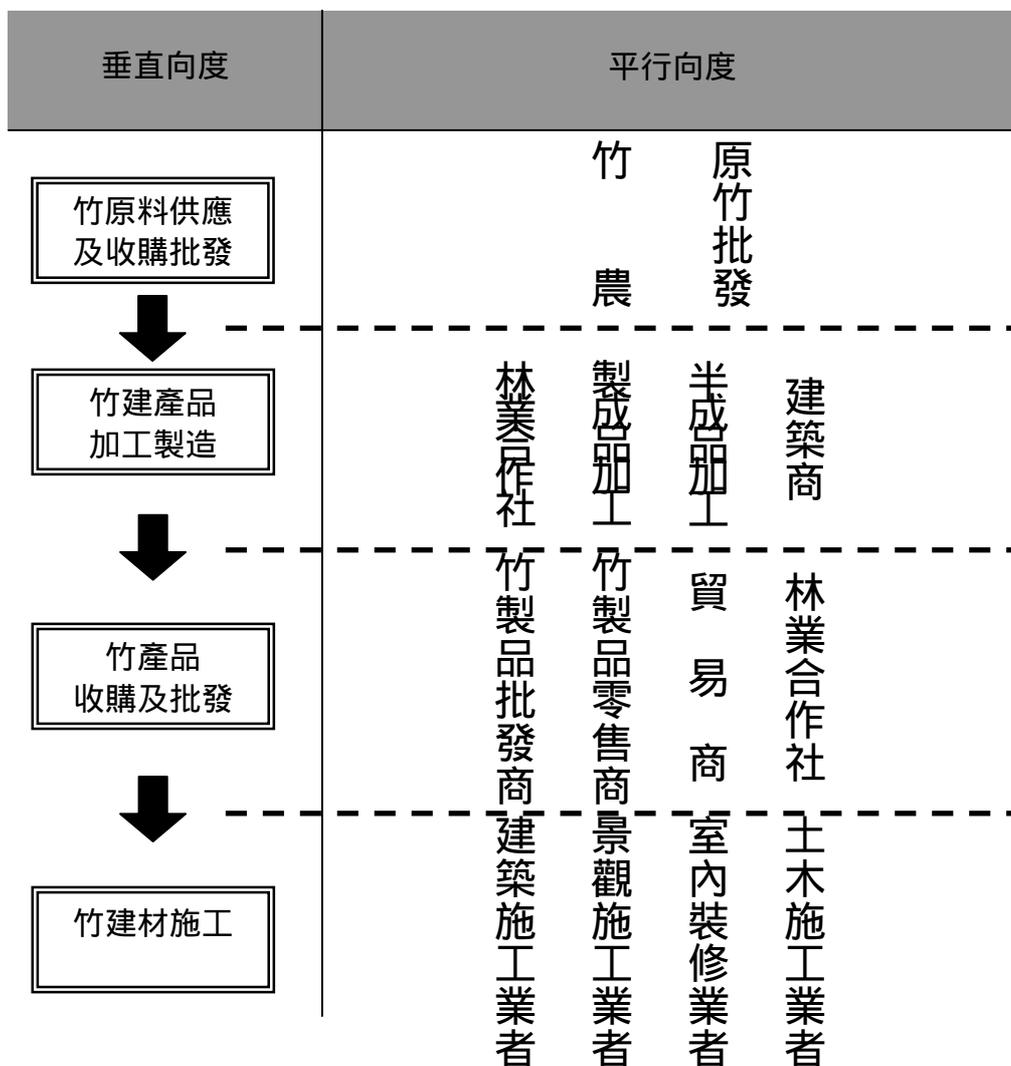 垂直向度
平行向度
竹原料供應
及收購批發
竹農
原竹批發
竹建產品
加工製造
林業合作社
製成品加工
半成品加工
建築商
竹產品
收購及批發
竹製品批發商
竹製品零售商
貿易商
林業合作社
竹建材施工
建築施工業者
景觀施工業者
室內裝修業者
土木施工業者